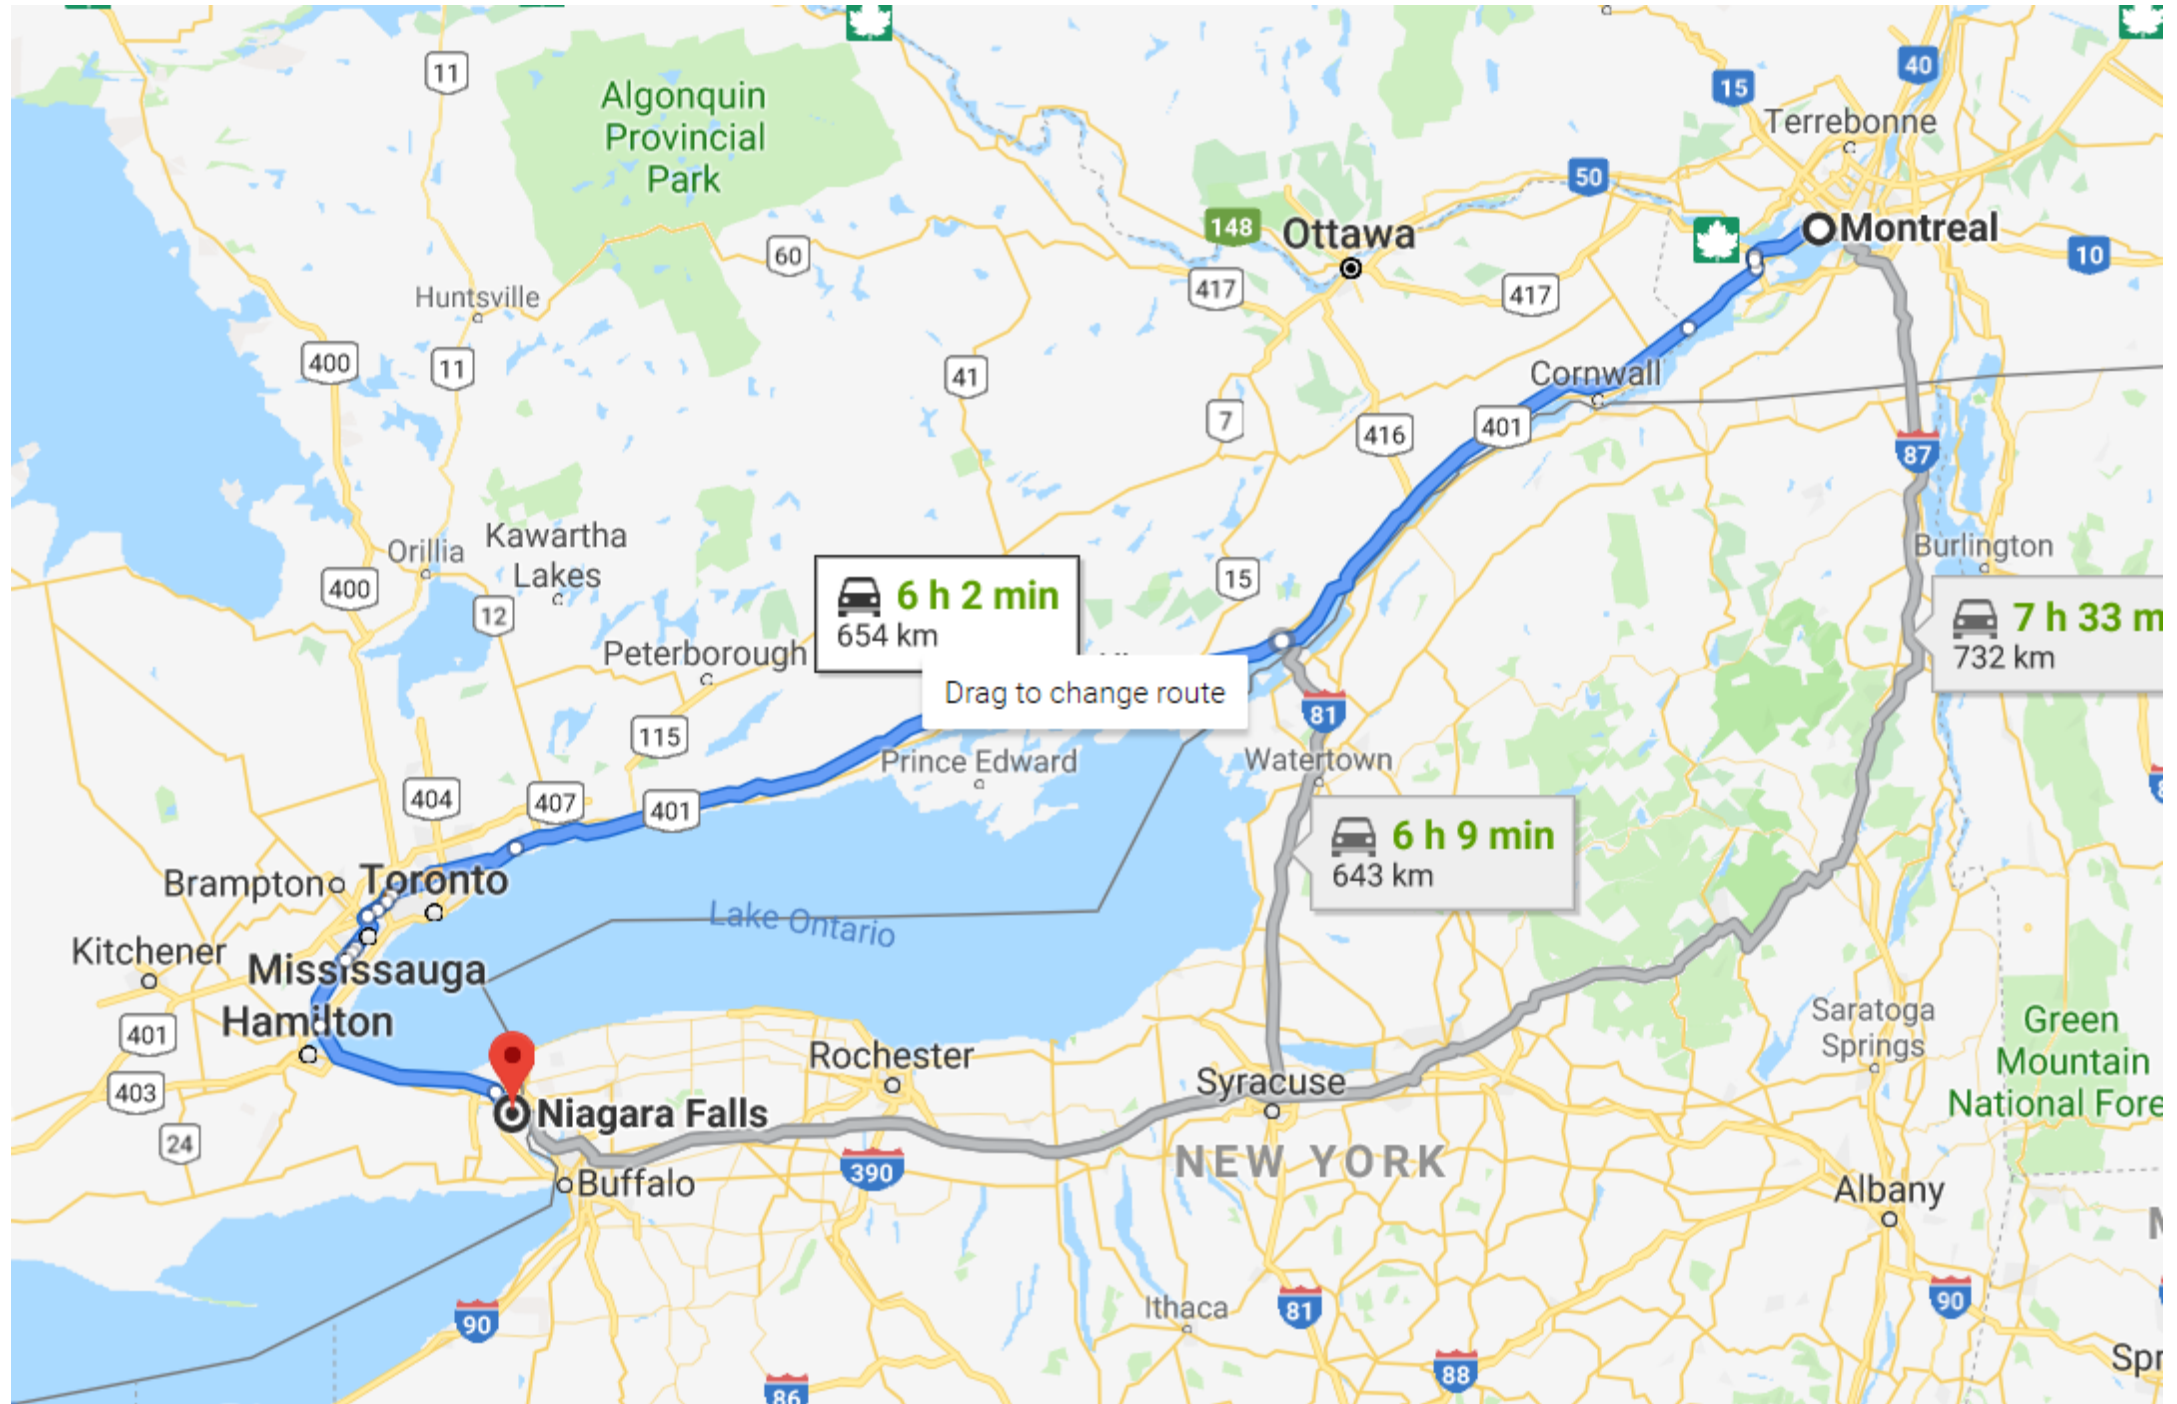 11
40
15
Algonquin
Provincial
Park
Terrebonne
50
148
Ottawa
Montreal
60
10
417
417
Huntsville
400
11
41
Cornwall
7
416
401
87
Kawartha
Lakes
Orillia
Burlington
400
15
12
6 h 2 min
654 km
7 h 33 m
732 km
Peterborough
Drag to change route
81
115
Prince Edward
Watertown
404
407
401
6 h 9 min
643 km
Brampton
Toronto
Lake Ontario
Kitchener
Mississauga
Hamilton
401
Saratoga
Springs
Green
Mountain
National Fore
Rochester
Syracuse
403
Niagara Falls
24
390
NEW YORK
Buffalo
Albany
Ithaca
81
90
90
Spr
88
86